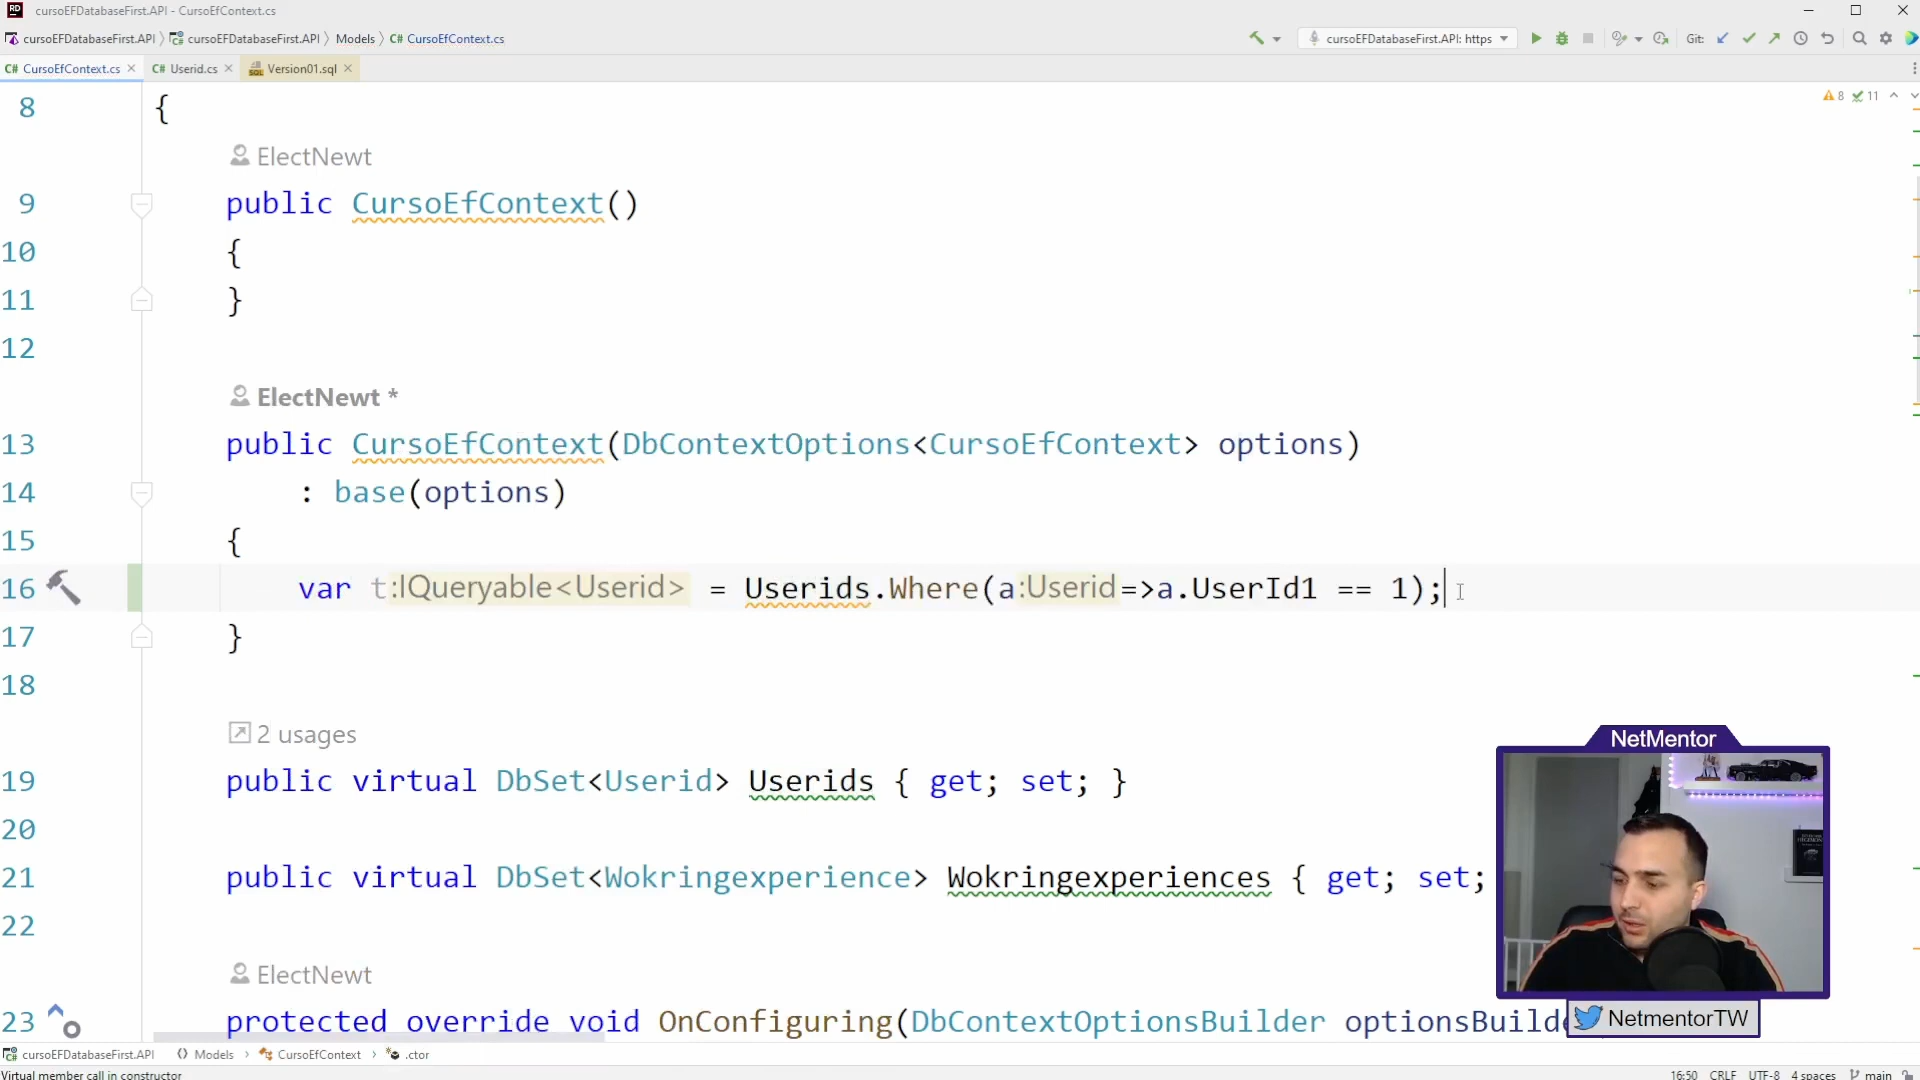 RD cursoEFDatabaseFirst.API - CursoEfContext.cs
cursoEFDatabaseFirst.API cursoEFDatabaseFirst.API Models C# CursoEfContext.cs cursoEFDatabaseFirst.API: https Git:
C# CursoEfContext.cs C# Userid.cs SQL Version01.sql
8 11
8 {
ElectNewt
9 public CursoEfContext()
10 {
11 }
12
ElectNewt *
13 public CursoEfContext(DbContextOptions<CursoEfContext> options)
14 : base(options)
15 {
16 var t:IQueryable<Userid> = Userids.Where(a:Userid=>a.UserId1 == 1);
17 }
18
2 usages
19 public virtual DbSet<Userid> Userids { get; set; }
20
21 public virtual DbSet<Wokringexperience> Wokringexperiences { get; set;
22
ElectNewt
23 protected override void OnConfiguring(DbContextOptionsBuilder optionsBuilde
NetMentor
NetmentorTW
cursoEFDatabaseFirst.API Models CursoEfContext .ctor
Virtual member call in constructor 16:50 CRLF UTF-8 4 spaces main